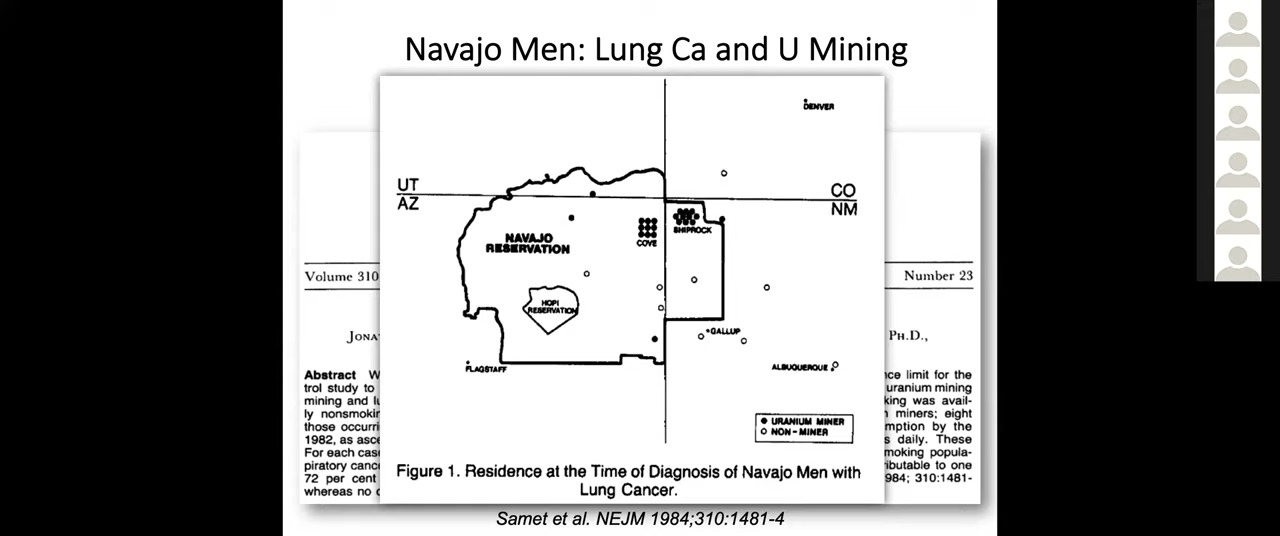 Navajo Men: Lung Ca and U Mining
DENVER
UT
CO
AZ
NM
NAVAJO
RESERVATION
COVE
SHIPROCK
HOPI
RESERVATION
GALLUP
FLAGSTAFF
ALBUQUERQUE
URANIUM MINER
NON-MINER
Figure 1. Residence at the Time of Diagnosis of Navajo Men with
Lung Cancer.
Volume 310
Number 23
JONA
PH.D.,
Abstract W
trol study to
mining and lu
ly nonsmokin
those occurri
1982, as asce
For each case
piratory cance
72 per cent
whereas no c
nce limit for the
uranium mining
king was avail-
miners; eight
mption by the
s daily. These
moking popula-
ributable to one
984; 310:1481-
Samet et al. NEJM 1984;310:1481-4